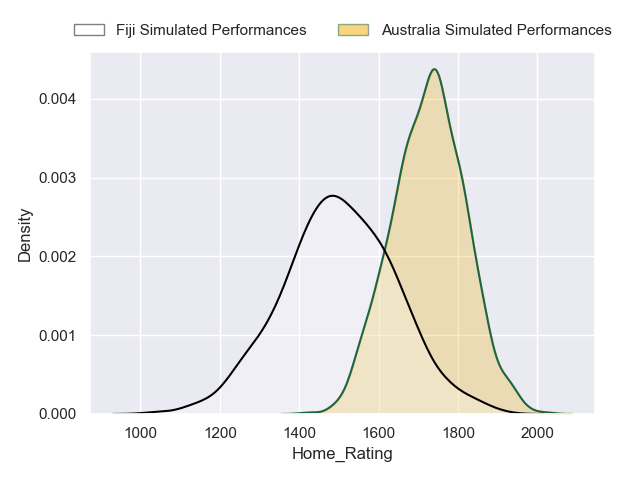 Fiji Simulated Performances Australia Simulated Performances
0.004
0.003
0.002
0.001
0.000
Density
1000 1200 1400 1600 1800 2000
Home_Rating